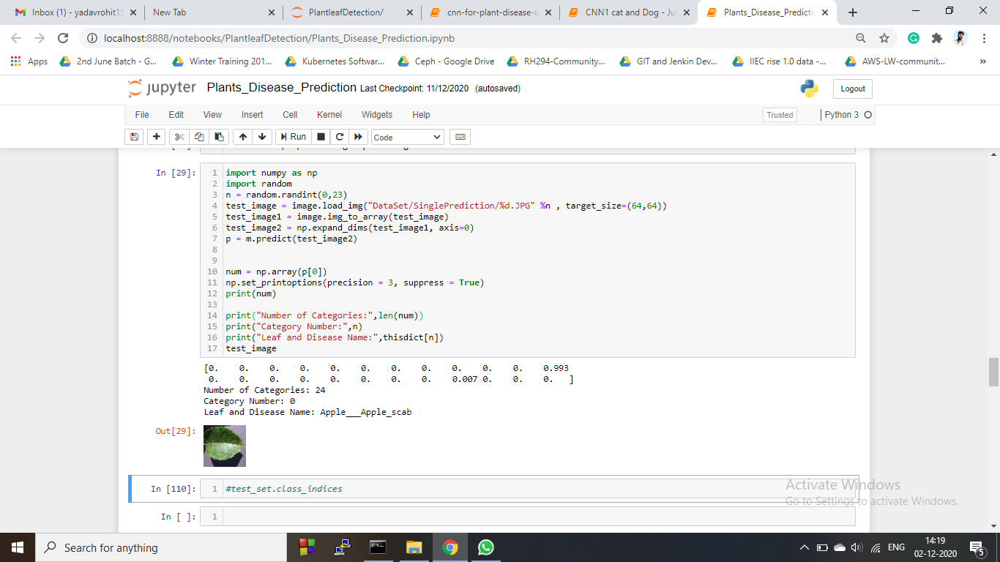 Inbox (1) - yadavrohit1
New Tab
PlantleafDetection/
cnn-for-plant-disease-d
CNN1 cat and Dog - Ju
Plants_Disease_Predicti
localhost:8888/notebooks/PlantleafDetection/Plants_Disease_Prediction.ipynb
Apps 2nd June Batch - G... Winter Training 201... Kubernetes Softwar... Ceph - Google Drive RH294-Community... GIT and Jenkin Dev... IIEC rise 1.0 data -... AWS-LW-communit... »
jupyter Plants_Disease_Prediction Last Checkpoint: 11/12/2020 (autosaved) Logout
File Edit View Insert Cell Kernel Widgets Help Trusted Python 3
Run Code
In [29]:
1 import numpy as np
2 import random
3 n = random.randint(0,23)
4 test_image = image.load_img("DataSet/SinglePrediction/%d.JPG" %n , target_size=(64,64))
5 test_image1 = image.img_to_array(test_image)
6 test_image2 = np.expand_dims(test_image1, axis=0)
7 p = m.predict(test_image2)
8
9
10 num = np.array(p[0])
11 np.set_printoptions(precision = 3, suppress = True)
12 print(num)
13
14 print("Number of Categories:",len(num))
15 print("Category Number:",n)
16 print("Leaf and Disease Name:",thisdict[n])
17 test_image
[0. 0. 0. 0. 0. 0. 0. 0. 0. 0. 0. 0.993
0. 0. 0. 0. 0. 0. 0. 0. 0.007 0. 0. 0. ]
Number of Categories: 24
Category Number: 0
Leaf and Disease Name: Apple___Apple_scab
Out[29]:
In [110]: 1 #test_set.class_indices
In [ ]: 1
Activate Windows
Go to Settings to activate Windows.
Search for anything
ENG
14:19
02-12-2020
5